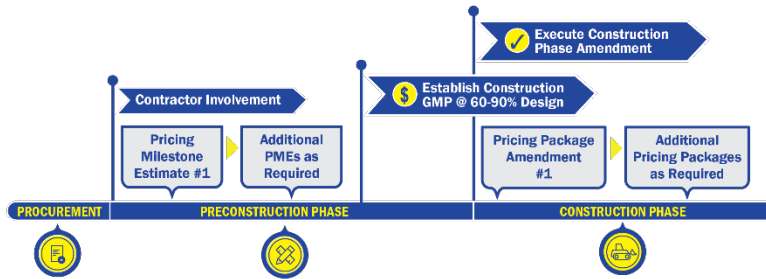 Execute Construction
Phase Amendment
$
Establish Construction
GMP @ 60-90% Design
Contractor Involvement
Pricing
Milestone
Estimate #1
Additional
PMEs as
Required
Pricing Package
Amendment
#1
Additional
Pricing Packages
as Required
PROCUREMENT
PRECONSTRUCTION PHASE
CONSTRUCTION PHASE